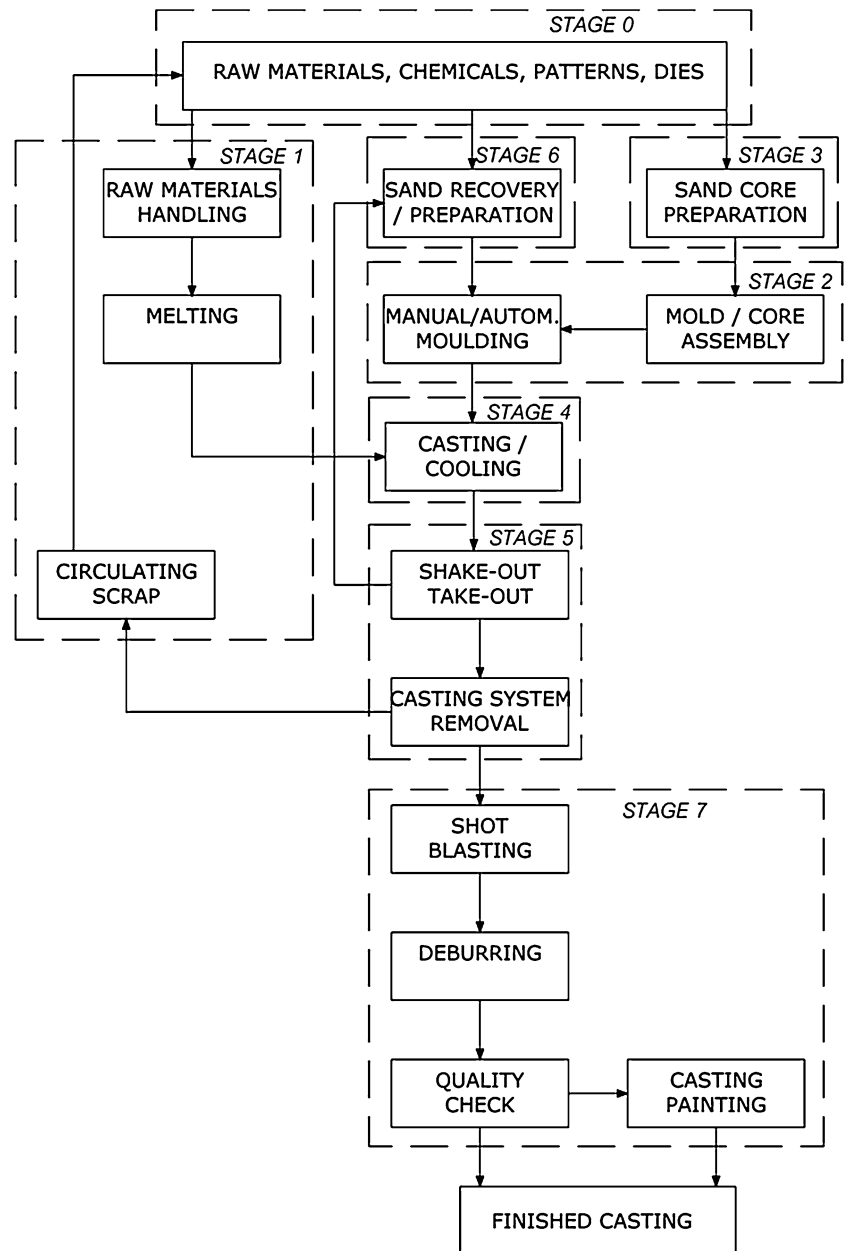 STAGE 0
RAW MATERIALS, CHEMICALS, PATTERNS, DIES
STAGE 1
RAW MATERIALS
HANDLING
STAGE 6
SAND RECOVERY
/ PREPARATION
STAGE 3
SAND CORE
PREPARATION
STAGE 2
MELTING
MANUAL/AUTOM.
MOULDING
MOLD / CORE
ASSEMBLY
STAGE 4
CASTING /
COOLING
STAGE 5
CIRCULATING
SCRAP
SHAKE-OUT
TAKE-OUT
CASTING SYSTEM
REMOVAL
STAGE 7
SHOT
BLASTING
DEBURRING
QUALITY
CHECK
CASTING
PAINTING
FINISHED CASTING